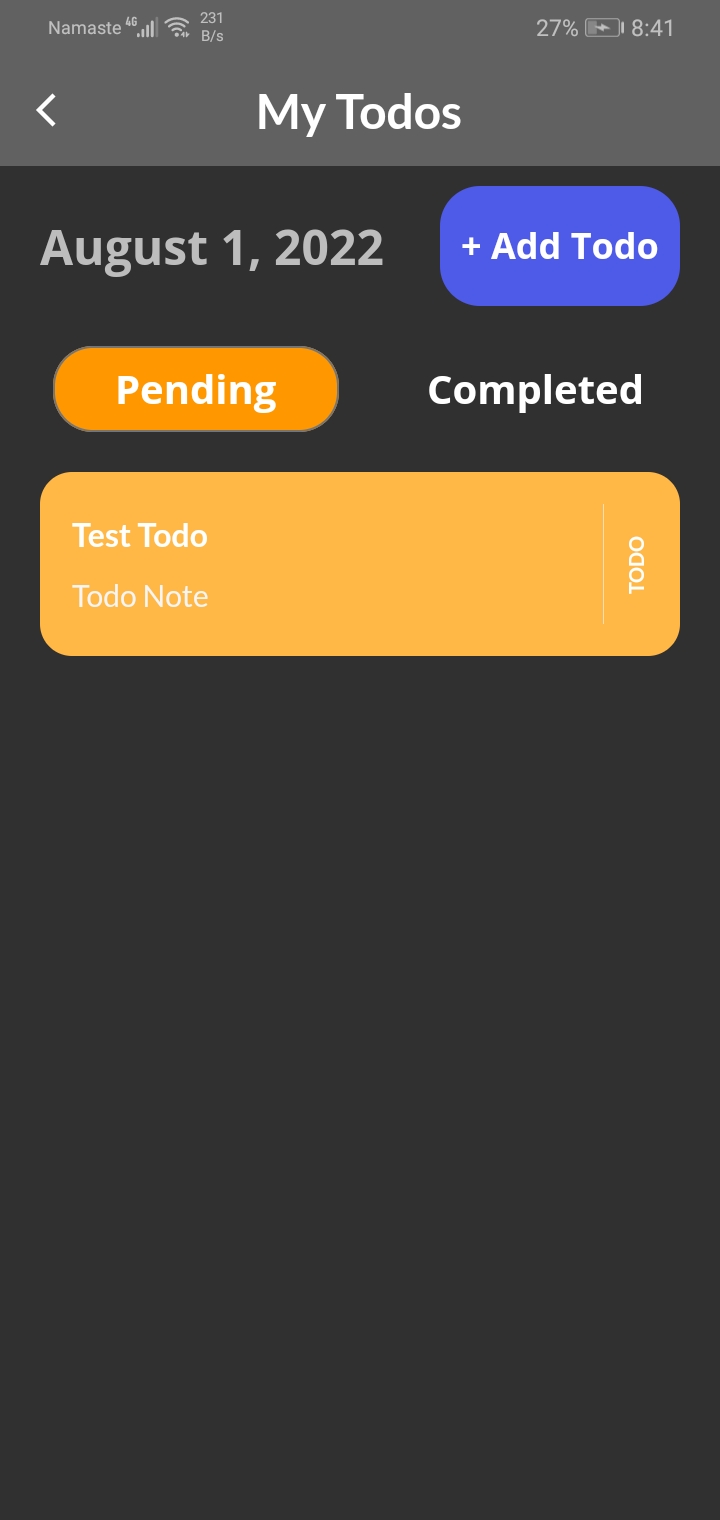 Namaste 4G 231 B/s 27% 8:41
My Todos
August 1, 2022 + Add Todo
Pending Completed
Test Todo
Todo Note
TODO